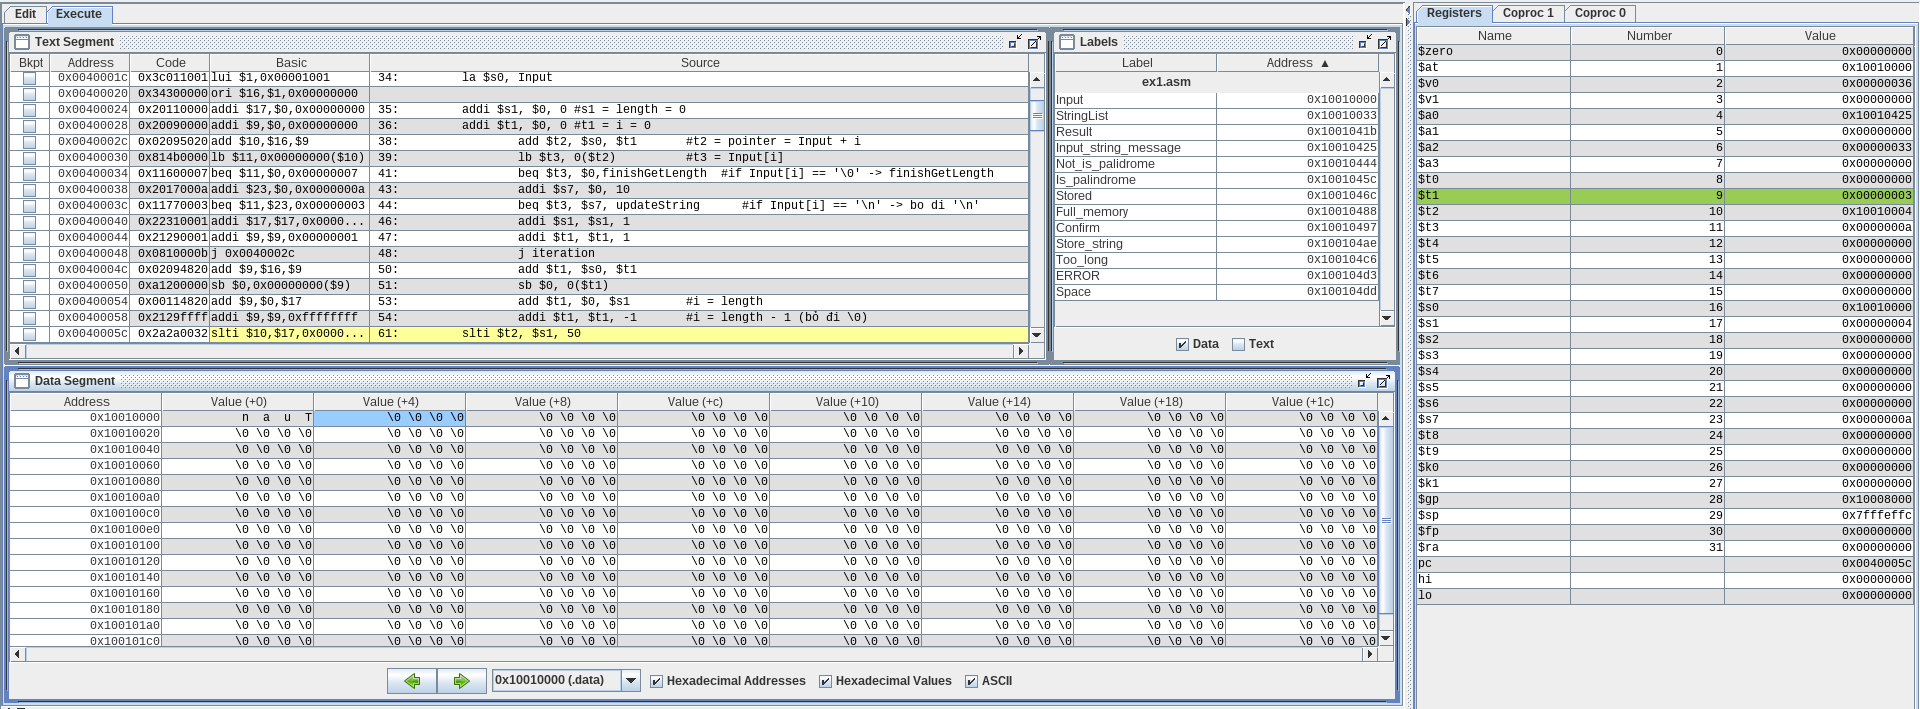 Edit Execute
Text Segment
Bkpt Address Code Basic Source
0x0040001c 0x3c011001 lui $1,0x00001001 34: la $s0, Input
0x00400020 0x34300000 ori $16,$1,0x00000000
0x00400024 0x20110000 addi $17,$0,0x00000000 35: addi $s1, $0, 0 #s1 = length = 0
0x00400028 0x20090000 addi $9,$0,0x00000000 36: addi $t1, $0, 0 #t1 = i = 0
0x0040002c 0x02095020 add $10,$16,$9 38: add $t2, $s0, $t1 #t2 = pointer = Input + i
0x00400030 0x814b0000 lb $11,0x00000000($10) 39: lb $t3, 0($t2) #t3 = Input[i]
0x00400034 0x11600007 beq $11,$0,0x00000007 41: beq $t3, $0,finishGetLength #if Input[i] == '\0' -> finishGetLength
0x00400038 0x2017000a addi $23,$0,0x0000000a 43: addi $s7, $0, 10
0x0040003c 0x11770003 beq $11,$23,0x00000003 44: beq $t3, $s7, updateString #if Input[i] == '\n' -> bo di '\n'
0x00400040 0x22310001 addi $17,$17,0x0000... 46: addi $s1, $s1, 1
0x00400044 0x21290001 addi $9,$9,0x00000001 47: addi $t1, $t1, 1
0x00400048 0x0810000b j 0x0040002c 48: j iteration
0x0040004c 0x02094820 add $9,$16,$9 50: add $t1, $s0, $t1
0x00400050 0xa1200000 sb $0,0x00000000($9) 51: sb $0, 0($t1)
0x00400054 0x00114820 add $9,$0,$17 53: add $t1, $0, $s1 #i = length
0x00400058 0x2129ffff addi $9,$9,0xffffffff 54: addi $t1, $t1, -1 #i = length - 1 (bỏ đi \0)
0x0040005c 0x2a2a0032 slti $10,$17,0x0000... 61: slti $t2, $s1, 50
Labels
Label Address ▲
ex1.asm
Input 0x10010000
StringList 0x10010033
Result 0x1001041b
Input_string_message 0x10010425
Not_is_palidrome 0x10010444
Is_palindrome 0x1001045c
Stored 0x1001046c
Full_memory 0x10010488
Confirm 0x10010497
Store_string 0x100104ae
Too_long 0x100104c6
ERROR 0x100104d3
Space 0x100104dd
Data Text
Data Segment
Address Value (+0) Value (+4) Value (+8) Value (+c) Value (+10) Value (+14) Value (+18) Value (+1c)
0x10010000 n a u T \0 \0 \0 \0 \0 \0 \0 \0 \0 \0 \0 \0 \0 \0 \0 \0 \0 \0 \0 \0 \0 \0 \0 \0 \0 \0 \0 \0
0x10010020 \0 \0 \0 \0 \0 \0 \0 \0 \0 \0 \0 \0 \0 \0 \0 \0 \0 \0 \0 \0 \0 \0 \0 \0 \0 \0 \0 \0 \0 \0 \0 \0
0x10010040 \0 \0 \0 \0 \0 \0 \0 \0 \0 \0 \0 \0 \0 \0 \0 \0 \0 \0 \0 \0 \0 \0 \0 \0 \0 \0 \0 \0 \0 \0 \0 \0
0x10010060 \0 \0 \0 \0 \0 \0 \0 \0 \0 \0 \0 \0 \0 \0 \0 \0 \0 \0 \0 \0 \0 \0 \0 \0 \0 \0 \0 \0 \0 \0 \0 \0
0x10010080 \0 \0 \0 \0 \0 \0 \0 \0 \0 \0 \0 \0 \0 \0 \0 \0 \0 \0 \0 \0 \0 \0 \0 \0 \0 \0 \0 \0 \0 \0 \0 \0
0x100100a0 \0 \0 \0 \0 \0 \0 \0 \0 \0 \0 \0 \0 \0 \0 \0 \0 \0 \0 \0 \0 \0 \0 \0 \0 \0 \0 \0 \0 \0 \0 \0 \0
0x100100c0 \0 \0 \0 \0 \0 \0 \0 \0 \0 \0 \0 \0 \0 \0 \0 \0 \0 \0 \0 \0 \0 \0 \0 \0 \0 \0 \0 \0 \0 \0 \0 \0
0x100100e0 \0 \0 \0 \0 \0 \0 \0 \0 \0 \0 \0 \0 \0 \0 \0 \0 \0 \0 \0 \0 \0 \0 \0 \0 \0 \0 \0 \0 \0 \0 \0 \0
0x10010100 \0 \0 \0 \0 \0 \0 \0 \0 \0 \0 \0 \0 \0 \0 \0 \0 \0 \0 \0 \0 \0 \0 \0 \0 \0 \0 \0 \0 \0 \0 \0 \0
0x10010120 \0 \0 \0 \0 \0 \0 \0 \0 \0 \0 \0 \0 \0 \0 \0 \0 \0 \0 \0 \0 \0 \0 \0 \0 \0 \0 \0 \0 \0 \0 \0 \0
0x10010140 \0 \0 \0 \0 \0 \0 \0 \0 \0 \0 \0 \0 \0 \0 \0 \0 \0 \0 \0 \0 \0 \0 \0 \0 \0 \0 \0 \0 \0 \0 \0 \0
0x10010160 \0 \0 \0 \0 \0 \0 \0 \0 \0 \0 \0 \0 \0 \0 \0 \0 \0 \0 \0 \0 \0 \0 \0 \0 \0 \0 \0 \0 \0 \0 \0 \0
0x10010180 \0 \0 \0 \0 \0 \0 \0 \0 \0 \0 \0 \0 \0 \0 \0 \0 \0 \0 \0 \0 \0 \0 \0 \0 \0 \0 \0 \0 \0 \0 \0 \0
0x100101a0 \0 \0 \0 \0 \0 \0 \0 \0 \0 \0 \0 \0 \0 \0 \0 \0 \0 \0 \0 \0 \0 \0 \0 \0 \0 \0 \0 \0 \0 \0 \0 \0
0x100101c0 \0 \0 \0 \0 \0 \0 \0 \0 \0 \0 \0 \0 \0 \0 \0 \0 \0 \0 \0 \0 \0 \0 \0 \0 \0 \0 \0 \0 \0 \0 \0 \0
0x10010000 (.data) Hexadecimal Addresses Hexadecimal Values ASCII
Registers Coproc 1 Coproc 0
Name Number Value
$zero 0 0x00000000
$at 1 0x10010000
$v0 2 0x00000036
$v1 3 0x00000000
$a0 4 0x10010425
$a1 5 0x00000000
$a2 6 0x00000033
$a3 7 0x00000000
$t0 8 0x00000000
$t1 9 0x00000003
$t2 10 0x10010004
$t3 11 0x0000000a
$t4 12 0x00000000
$t5 13 0x00000000
$t6 14 0x00000000
$t7 15 0x00000000
$s0 16 0x10010000
$s1 17 0x00000004
$s2 18 0x00000000
$s3 19 0x00000000
$s4 20 0x00000000
$s5 21 0x00000000
$s6 22 0x00000000
$s7 23 0x0000000a
$t8 24 0x00000000
$t9 25 0x00000000
$k0 26 0x00000000
$k1 27 0x00000000
$gp 28 0x10008000
$sp 29 0x7fffeffc
$fp 30 0x00000000
$ra 31 0x00000000
pc 0x0040005c
hi 0x00000000
lo 0x00000000